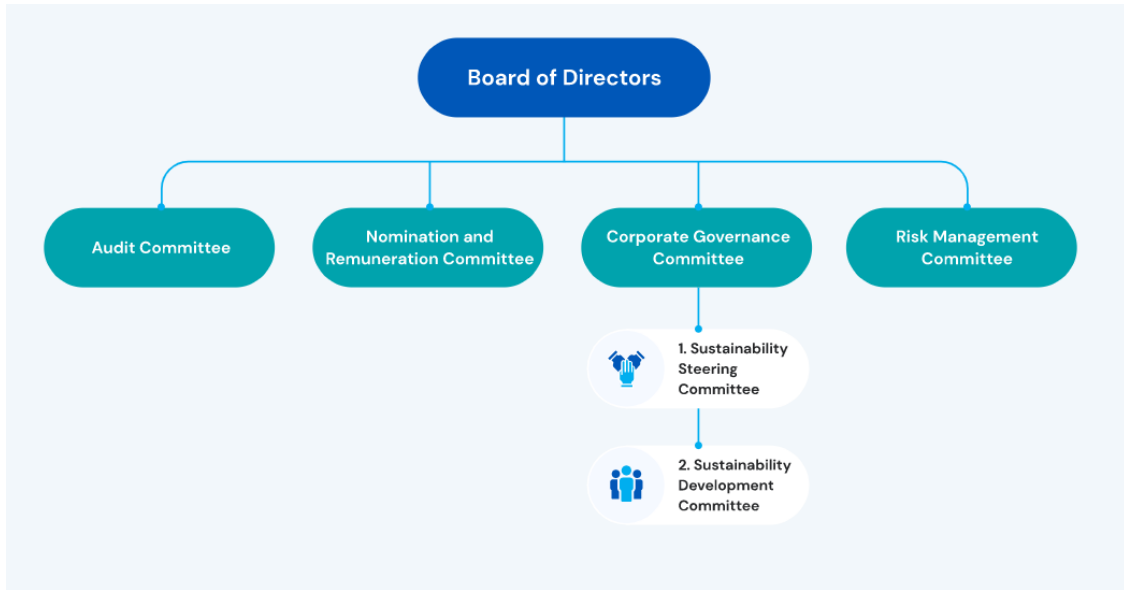 Board of Directors
Audit Committee
Nomination and
Remuneration Committee
Corporate Governance
Committee
Risk Management
Committee
1. Sustainability
Steering
Committee
2. Sustainability
Development
Committee